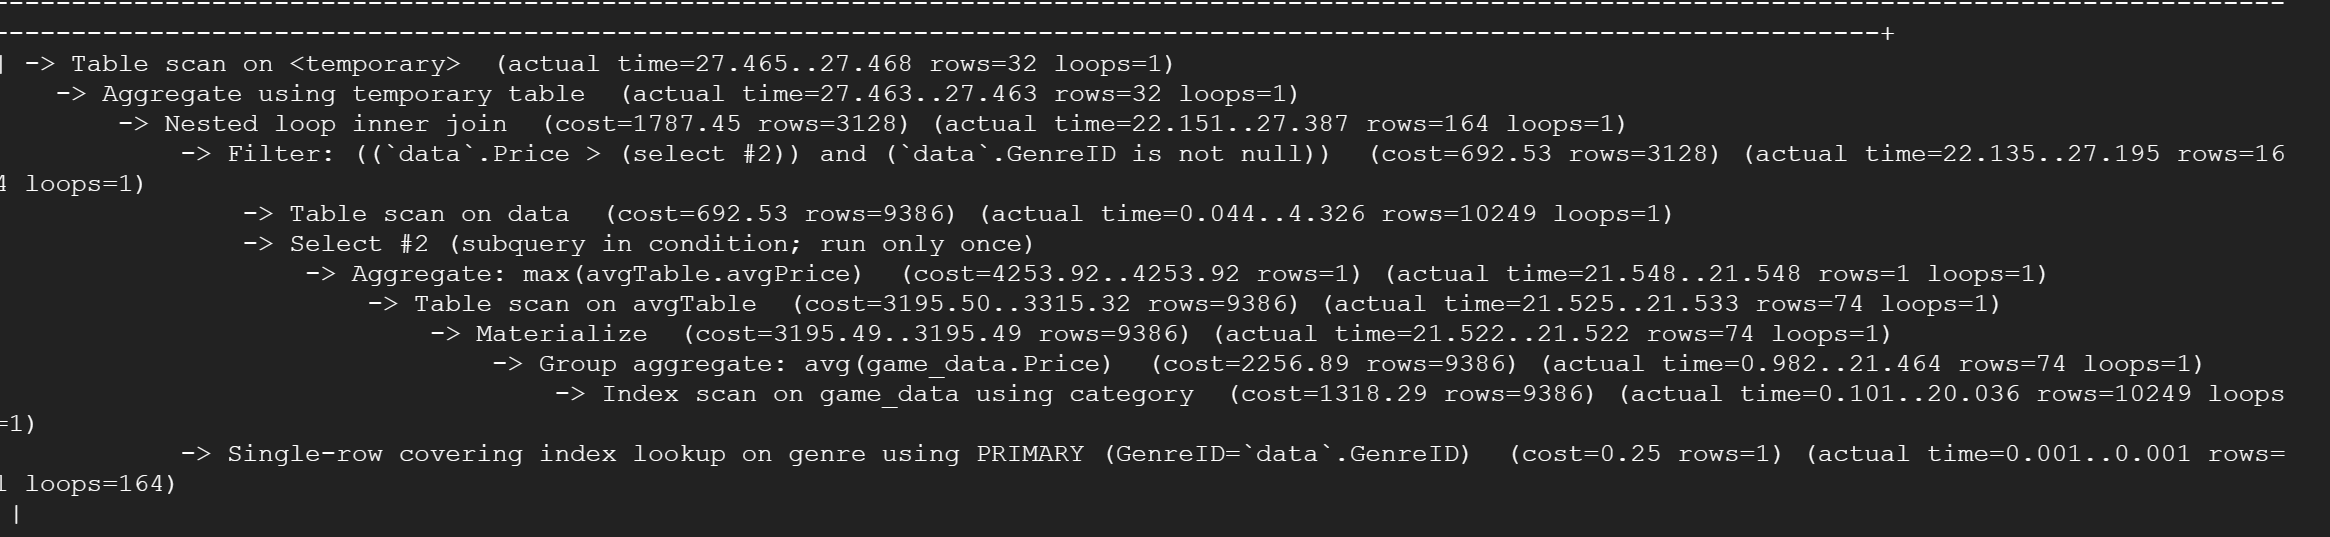 ---------------------------------------------------------------------------------------------------------------------------------------------------
-------------------------------------------------------------------------------------------------------------------------+
| -> Table scan on <temporary>  (actual time=27.465..27.468 rows=32 loops=1)
    -> Aggregate using temporary table  (actual time=27.463..27.463 rows=32 loops=1)
        -> Nested loop inner join  (cost=1787.45 rows=3128) (actual time=22.151..27.387 rows=164 loops=1)
            -> Filter: ((`data`.Price > (select #2)) and (`data`.GenreID is not null))  (cost=692.53 rows=3128) (actual time=22.135..27.195 rows=16
4 loops=1)
                -> Table scan on data  (cost=692.53 rows=9386) (actual time=0.044..4.326 rows=10249 loops=1)
                -> Select #2 (subquery in condition; run only once)
                    -> Aggregate: max(avgTable.avgPrice)  (cost=4253.92..4253.92 rows=1) (actual time=21.548..21.548 rows=1 loops=1)
                        -> Table scan on avgTable  (cost=3195.50..3315.32 rows=9386) (actual time=21.525..21.533 rows=74 loops=1)
                            -> Materialize  (cost=3195.49..3195.49 rows=9386) (actual time=21.522..21.522 rows=74 loops=1)
                                -> Group aggregate: avg(game_data.Price)  (cost=2256.89 rows=9386) (actual time=0.982..21.464 rows=74 loops=1)
                                    -> Index scan on game_data using category  (cost=1318.29 rows=9386) (actual time=0.101..20.036 rows=10249 loops
=1)
            -> Single-row covering index lookup on genre using PRIMARY (GenreID=`data`.GenreID)  (cost=0.25 rows=1) (actual time=0.001..0.001 rows=
1 loops=164)
 |